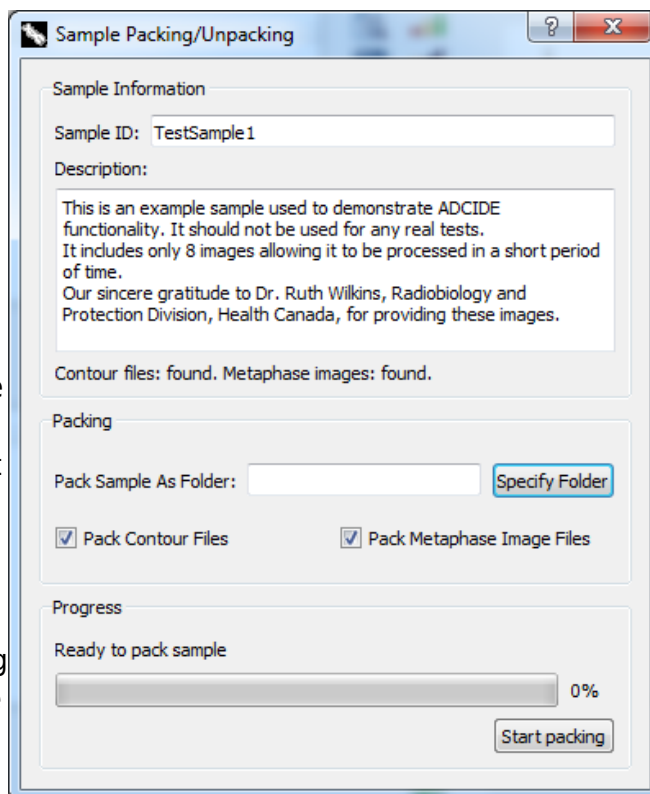 Sample Packing/Unpacking
Sample Information
Sample ID: TestSample1
Description:
This is an example sample used to demonstrate ADCIDE
functionality. It should not be used for any real tests.
It includes only 8 images allowing it to be processed in a short period
of time.
Our sincere gratitude to Dr. Ruth Wilkins, Radiobiology and
Protection Division, Health Canada, for providing these images.
Contour files: found. Metaphase images: found.
Packing
Pack Sample As Folder: Specify Folder
Pack Contour Files Pack Metaphase Image Files
Progress
Ready to pack sample
0%
Start packing